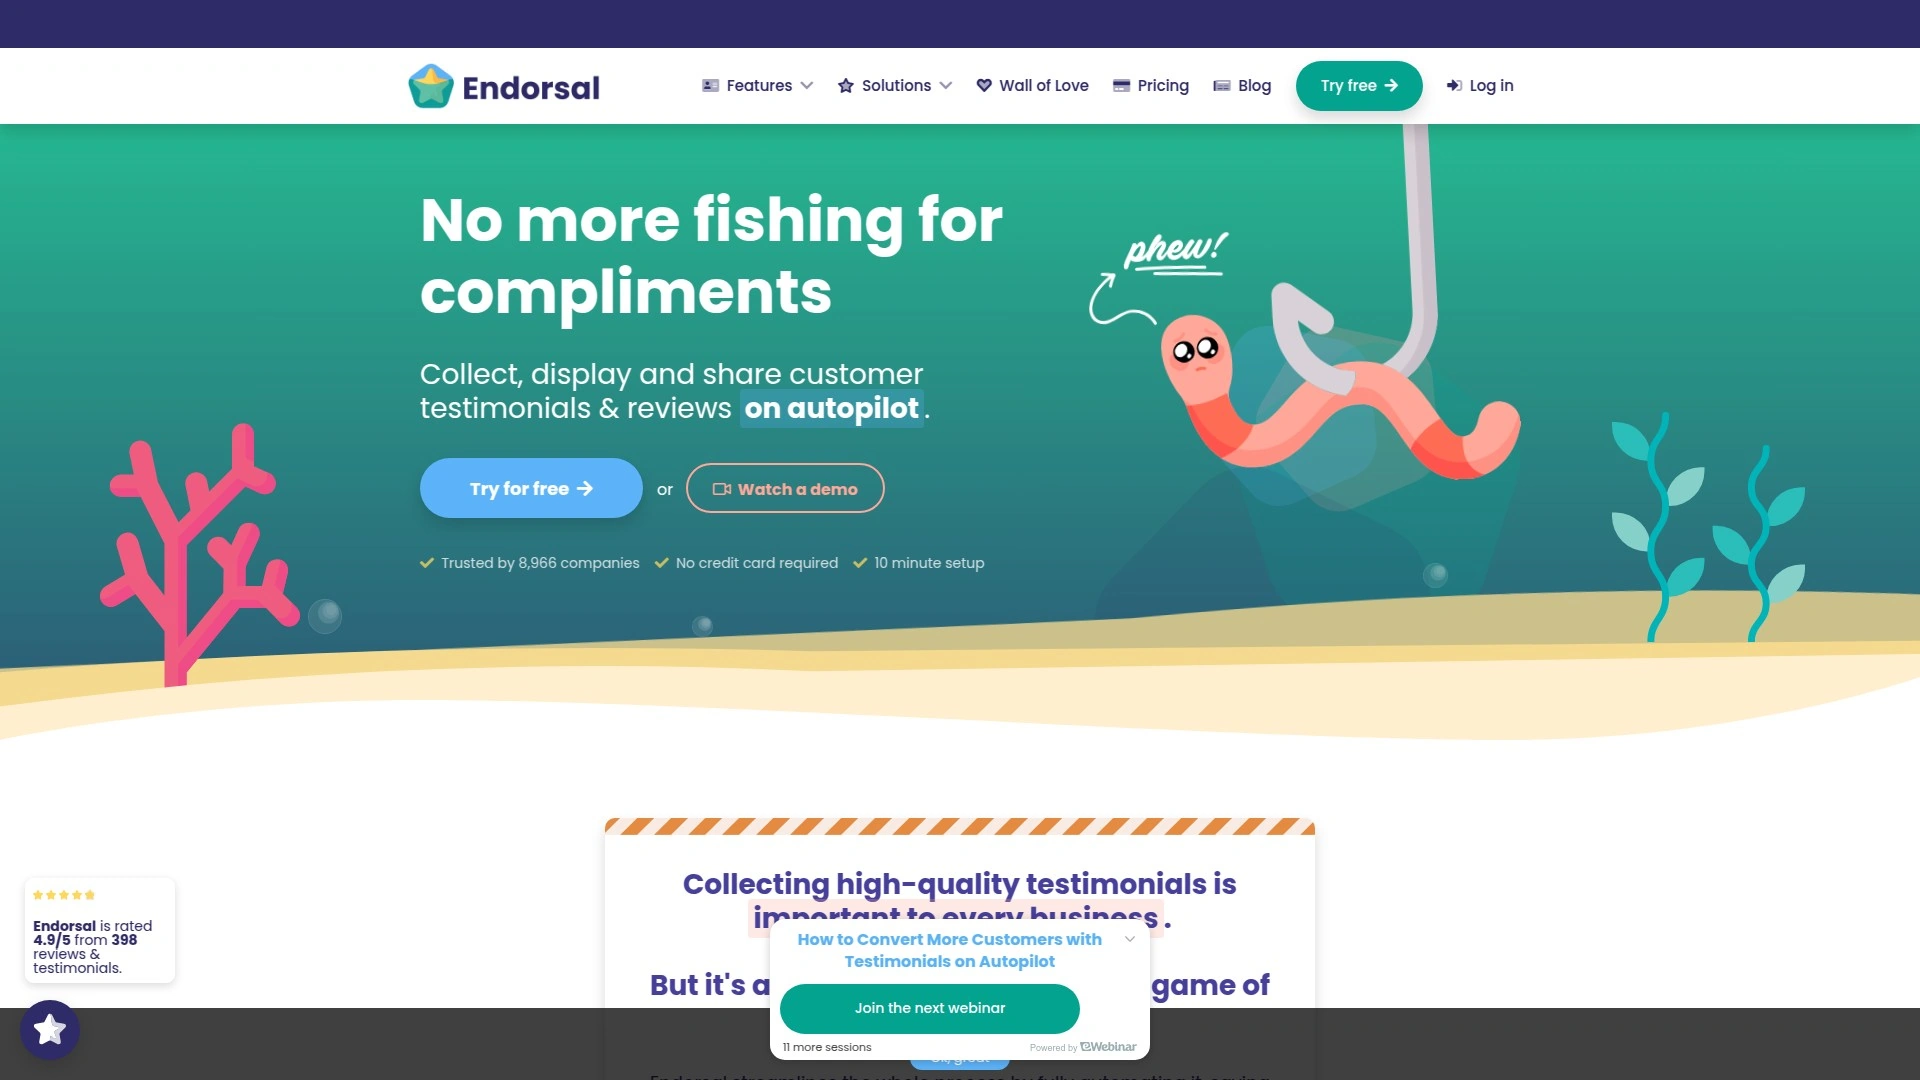 Endorsal
Features
Solutions
Wall of Love
Pricing
Blog
Try free
Log in
No more fishing for
compliments
phew!
Collect, display and share customer
testimonials & reviews on autopilot.
Try for free
or
Watch a demo
Trusted by 8,966 companies
No credit card required
10 minute setup
Collecting high-quality testimonials is
important to every business.
But it's a
game of
How to Convert More Customers with
Testimonials on Autopilot
Join the next webinar
11 more sessions
Powered by eWebinar
Endorsal is rated
4.9/5 from 398
reviews &
testimonials.